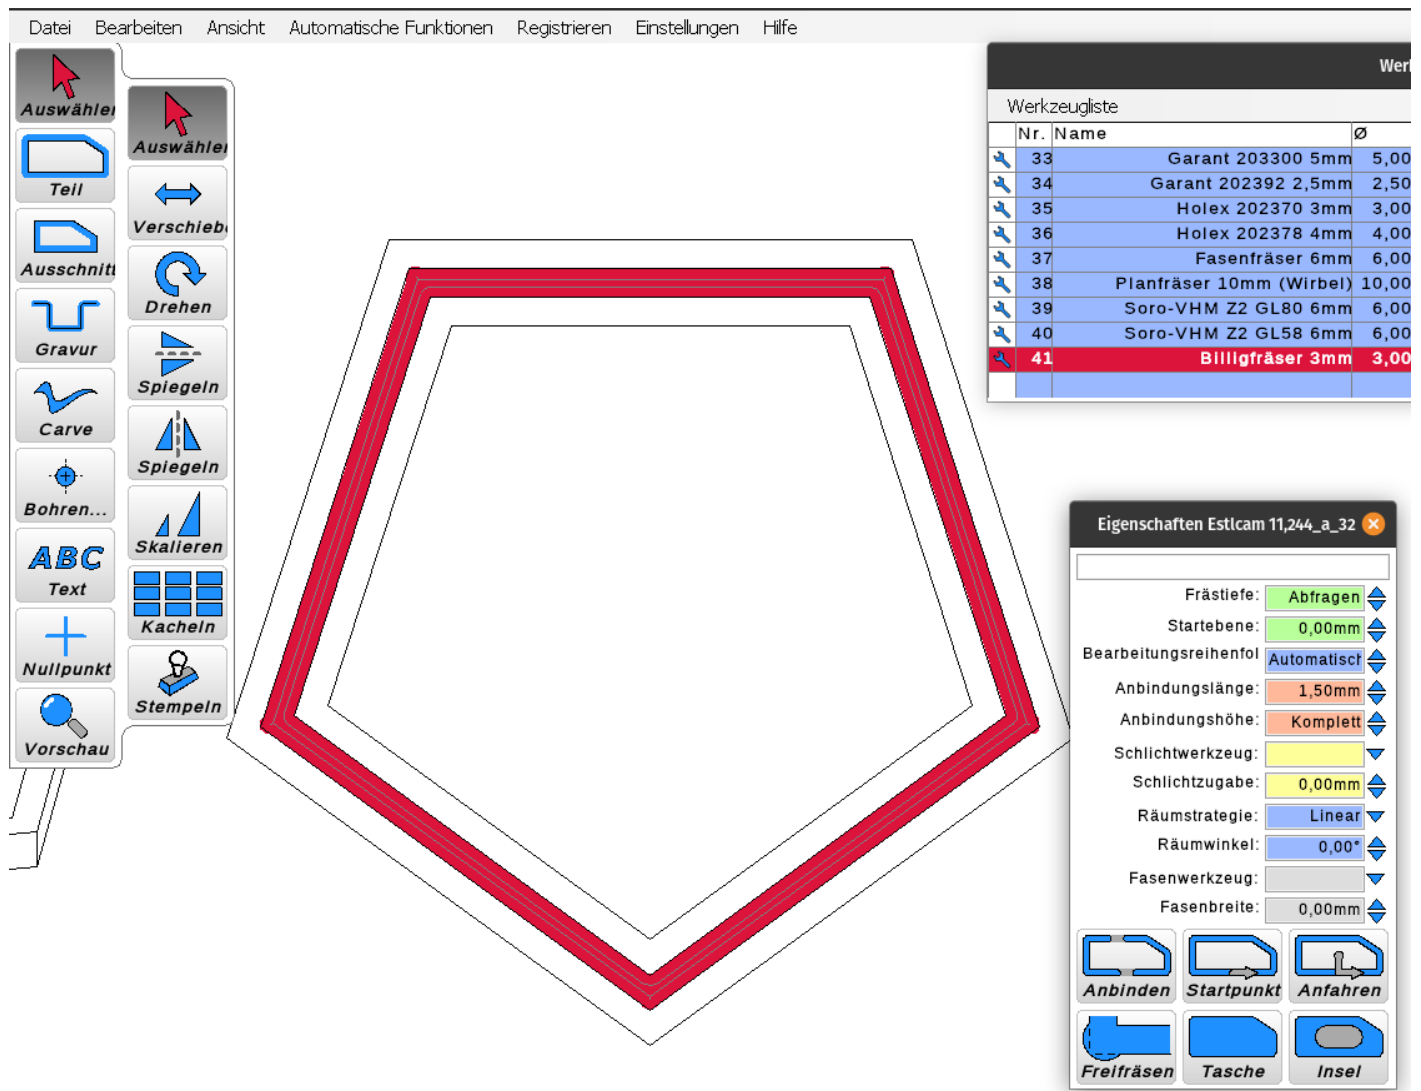 Datei Bearbeiten Ansicht Automatische Funktionen Registrieren Einstellungen Hilfe
Auswähler
Teil
Ausschnitt
Gravur
Carve
Bohren...
ABC
Text
Nullpunkt
Vorschau
Auswähler
Verschieb
Drehen
Spiegeln
Spiegeln
Skalieren
Kacheln
Stempeln
Werl
Werkzeugliste
Nr. Name Ø
33 Garant 203300 5mm 5,00
34 Garant 202392 2,5mm 2,50
35 Holex 202370 3mm 3,00
36 Holex 202378 4mm 4,00
37 Fasenfräser 6mm 6,00
38 Planfräser 10mm (Wirbel) 10,00
39 Soro-VHM Z2 GL80 6mm 6,00
40 Soro-VHM Z2 GL58 6mm 6,00
41 Billigfräser 3mm 3,00
Eigenschaften Estlcam 11,244_a_32
Frästiefe: Abfragen
Startebene: 0,00mm
Bearbeitungsreihenfol Automatisch
Anbindungslänge: 1,50mm
Anbindungshöhe: Komplett
Schlichtwerkzeug:
Schlichtzugabe: 0,00mm
Räumstrategie: Linear
Räumwinkel: 0,00°
Fasenwerkzeug:
Fasenbreite: 0,00mm
Anbinden Startpunkt Anfahren
Freifräsen Tasche Insel